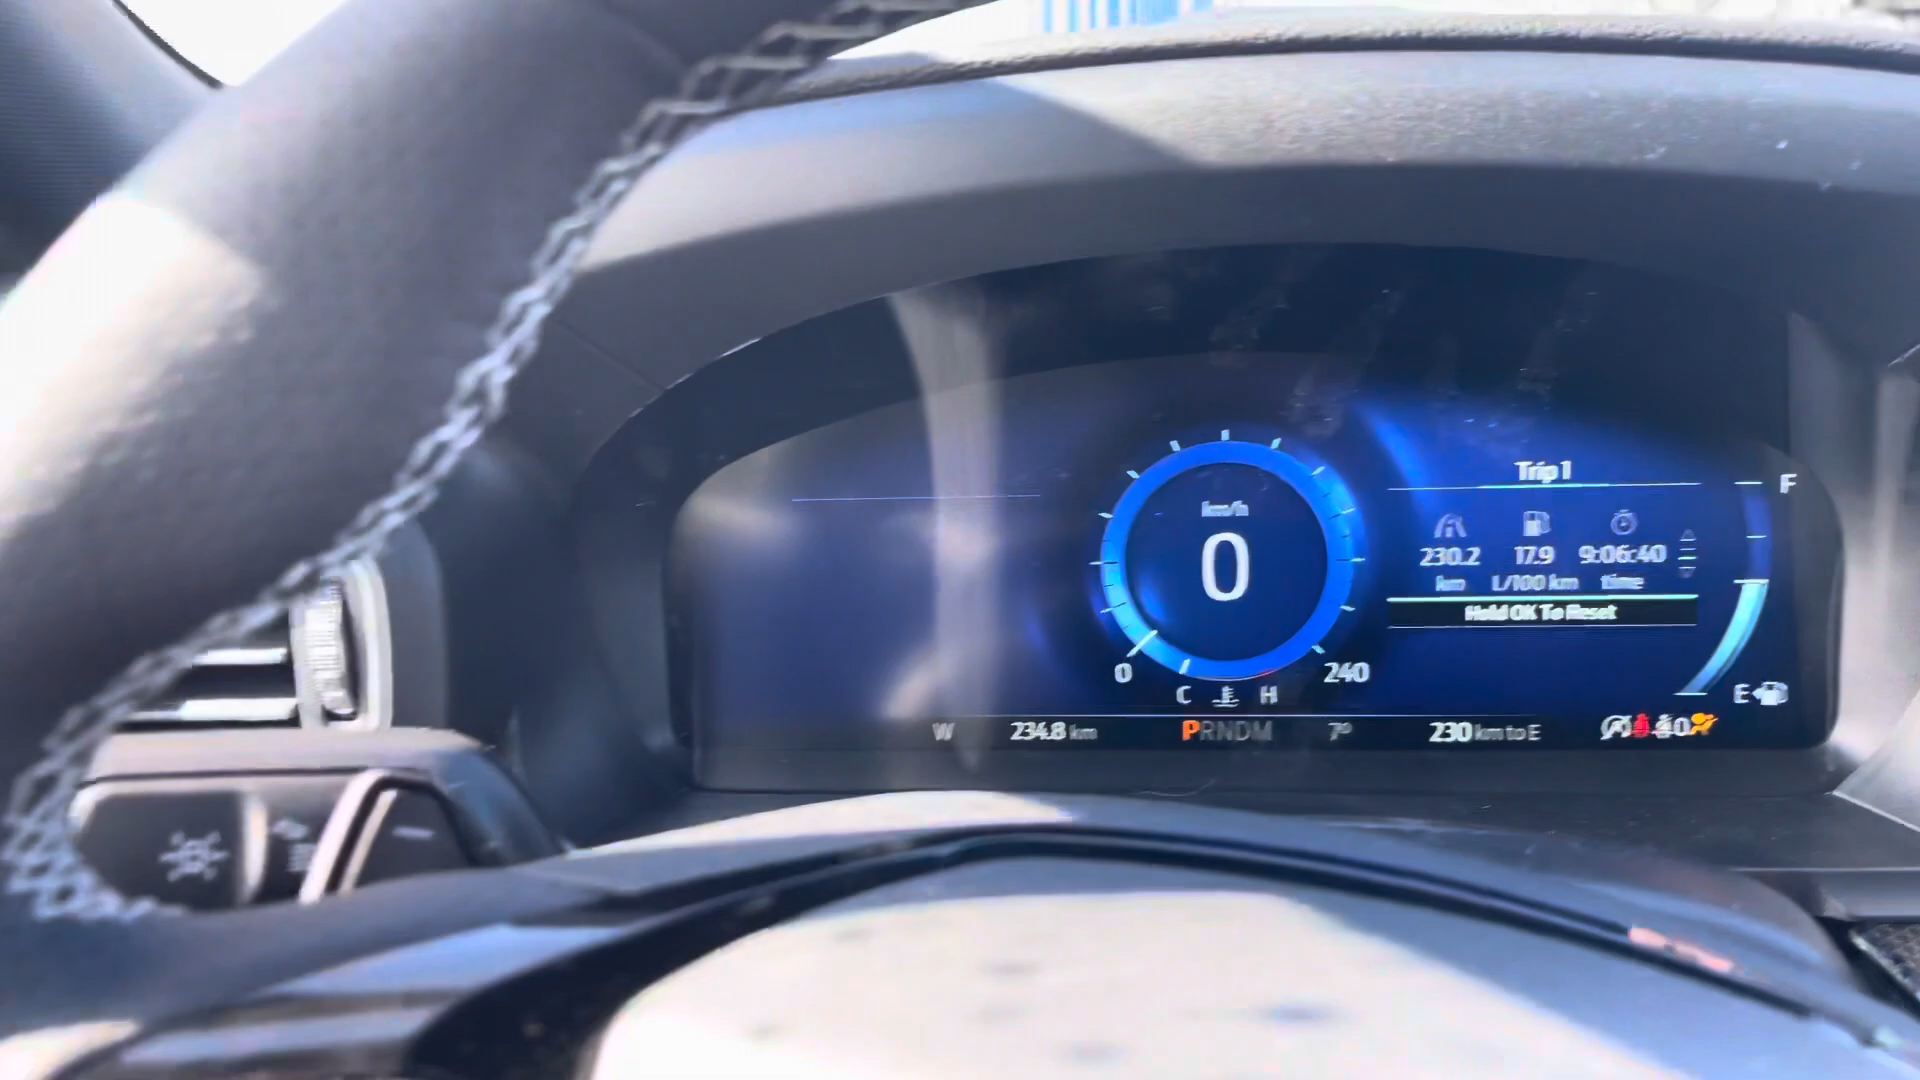 Trip 1
F
km/h
0
230.2 17.9 9:06:40
km L/100 km time
Hold OK To Reset
0 240
C H
E
W 234.8 km PRNDM 7° 230 km to E